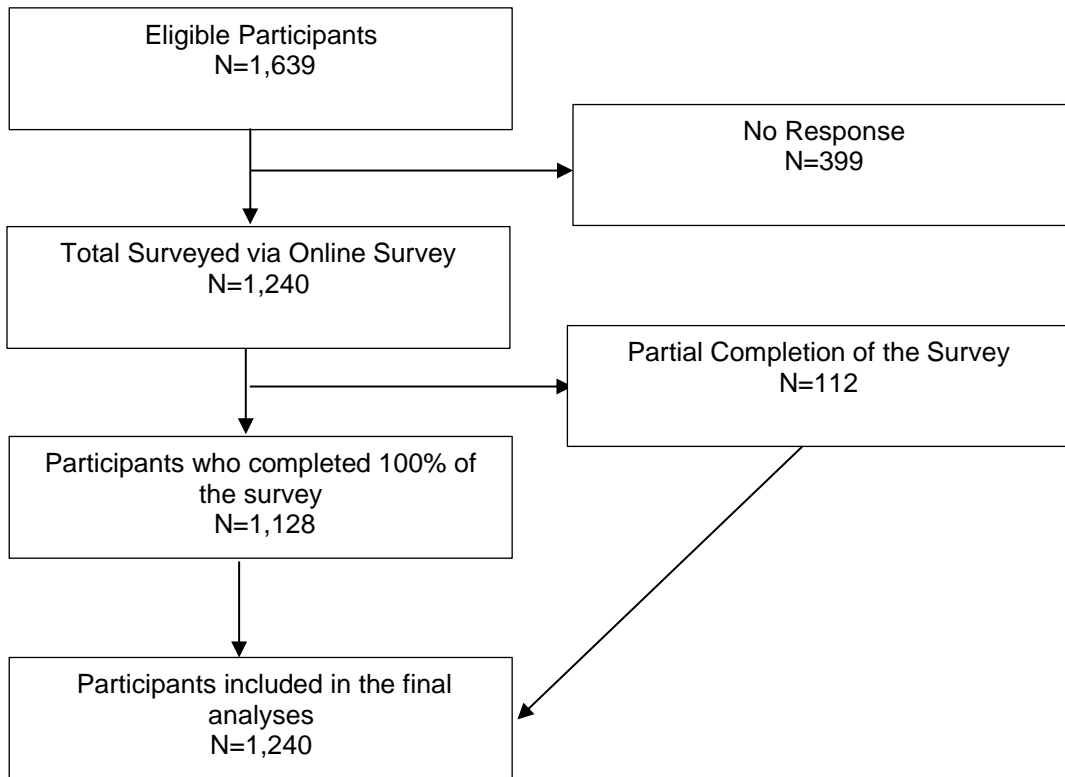 Eligible Participants
N=1,639
No Response
N=399
Total Surveyed via Online Survey
N=1,240
Partial Completion of the Survey
N=112
Participants who completed 100% of
the survey
N=1,128
Participants included in the final
analyses
N=1,240